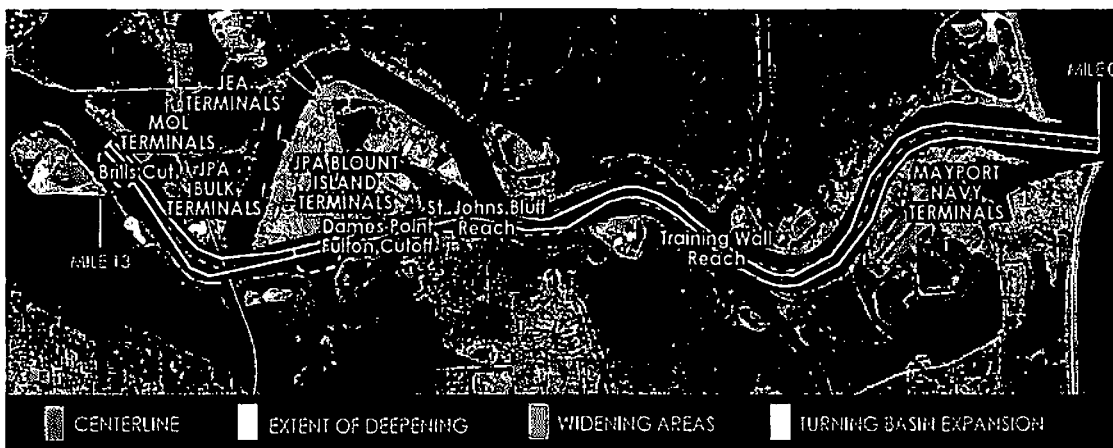 MILE 0
JEA
TERMINALS
MOL
TERMINALS
Brills Cut
JPA
BULK
TERMINALS
JPA BLOUNT
ISLAND
TERMINALS
St. Johns Bluff
Reach
Dames Point
Fulton Cutoff
Training Wall
Reach
MAYPORT
NAVY
TERMINALS
MILE 13
CENTERLINE
EXTENT OF DEEPENING
WIDENING AREAS
TURNING BASIN EXPANSION